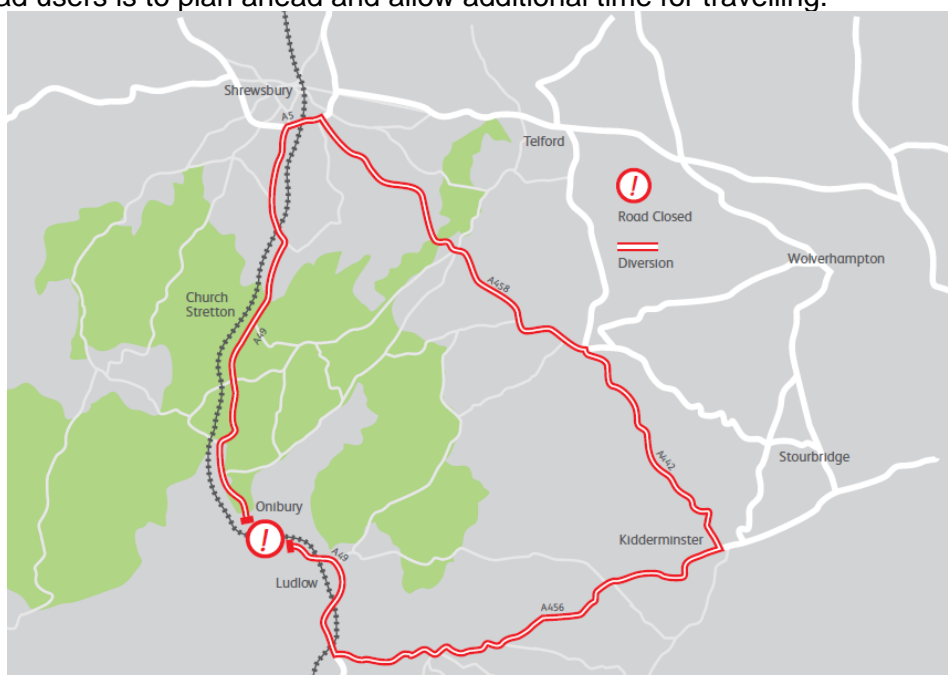 ad users is to plan ahead and allow additional time for travelling.
Shrewsbury
A5
Telford
!
Road Closed
Diversion
Wolverhampton
A458
Church
Stretton
A49
A442
Stourbridge
Onibury
!
Kidderminster
A49
Ludlow
A456